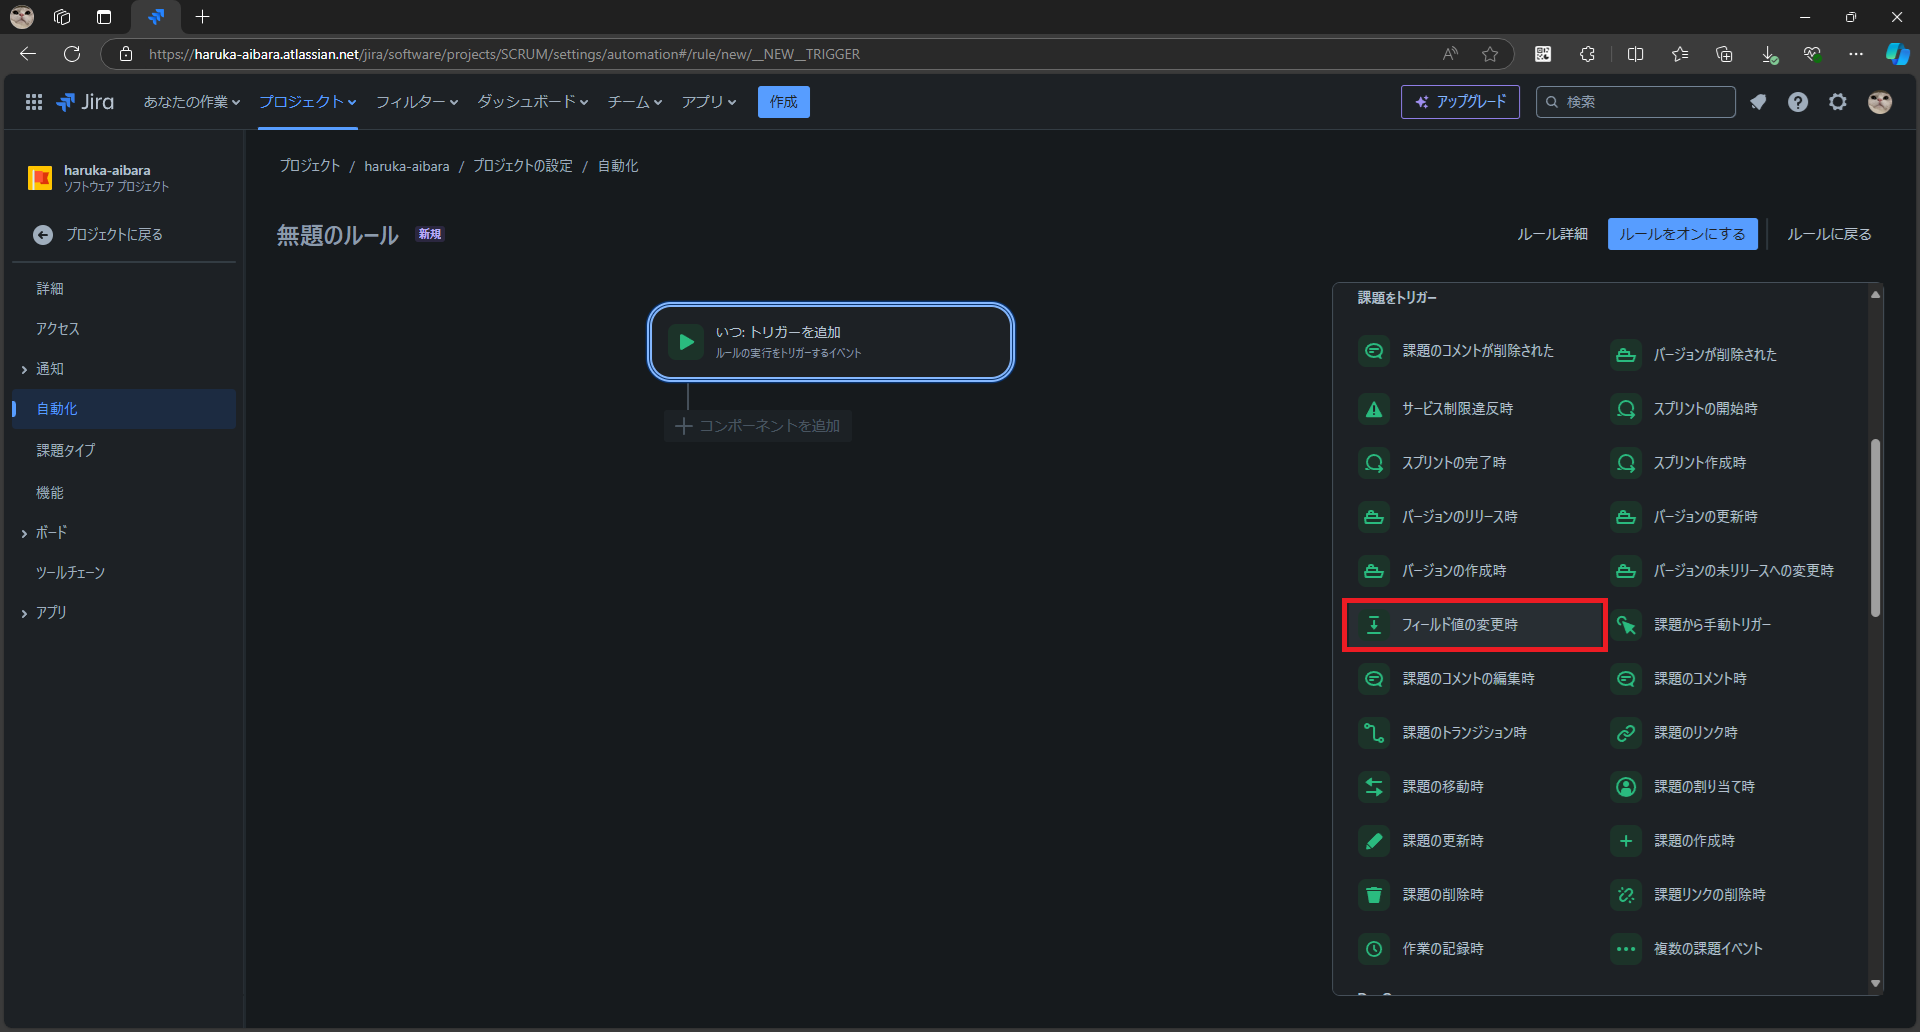 https://haruka-aibara.atlassian.net/jira/software/projects/SCRUM/settings/automation#/rule/new/__NEW__TRIGGER
Jira
あなたの作業
プロジェクト
フィルター
ダッシュボード
チーム
アプリ
作成
アップグレード
検索
haruka-aibara
ソフトウェア プロジェクト
プロジェクトに戻る
詳細
アクセス
通知
自動化
課題タイプ
機能
ボード
ツールチェーン
アプリ
プロジェクト / haruka-aibara / プロジェクトの設定 / 自動化
無題のルール 新規
ルール詳細
ルールをオンにする
ルールに戻る
いつ: トリガーを追加
ルールの実行をトリガーするイベント
コンポーネントを追加
課題をトリガー
課題のコメントが削除された
バージョンが削除された
サービス制限違反時
スプリントの開始時
スプリントの完了時
スプリント作成時
バージョンのリリース時
バージョンの更新時
バージョンの作成時
バージョンの未リリースへの変更時
フィールド値の変更時
課題から手動トリガー
課題のコメントの編集時
課題のコメント時
課題のトランジション時
課題のリンク時
課題の移動時
課題の割り当て時
課題の更新時
課題の作成時
課題の削除時
課題リンクの削除時
作業の記録時
複数の課題イベント